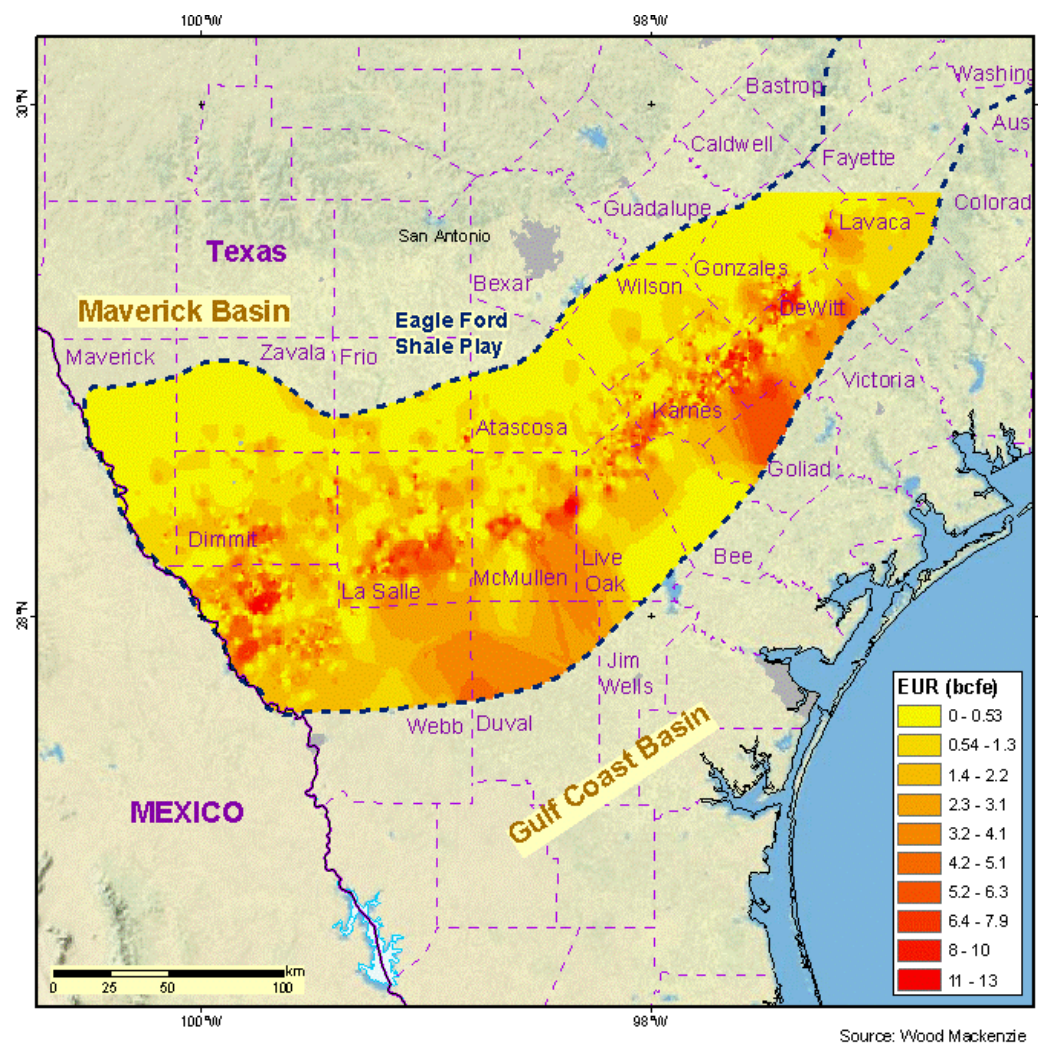 100°W
98°W
30°N
Bastrop
Washing
Aust
Caldwell
Fayette
Guadalupe
Colorad
Lavaca
San Antonio
Texas
Bexar
Gonzales
Wilson
Maverick Basin
DeWitt
Eagle Ford
Shale Play
Maverick
Zavala
Frio
Victoria
Karnes
Atascosa
Goliad
Dimmit
Live
Oak
Bee
La Salle
McMullen
28°N
Jim
Wells
Webb
Duval
Gulf Coast Basin
MEXICO
EUR (bcfe)
0 - 0.53
0.54 - 1.3
1.4 - 2.2
2.3 - 3.1
3.2 - 4.1
4.2 - 5.1
5.2 - 6.3
6.4 - 7.9
8 - 10
11 - 13
km
0 25 50 100
100°W
98°W
Source: Wood Mackenzie